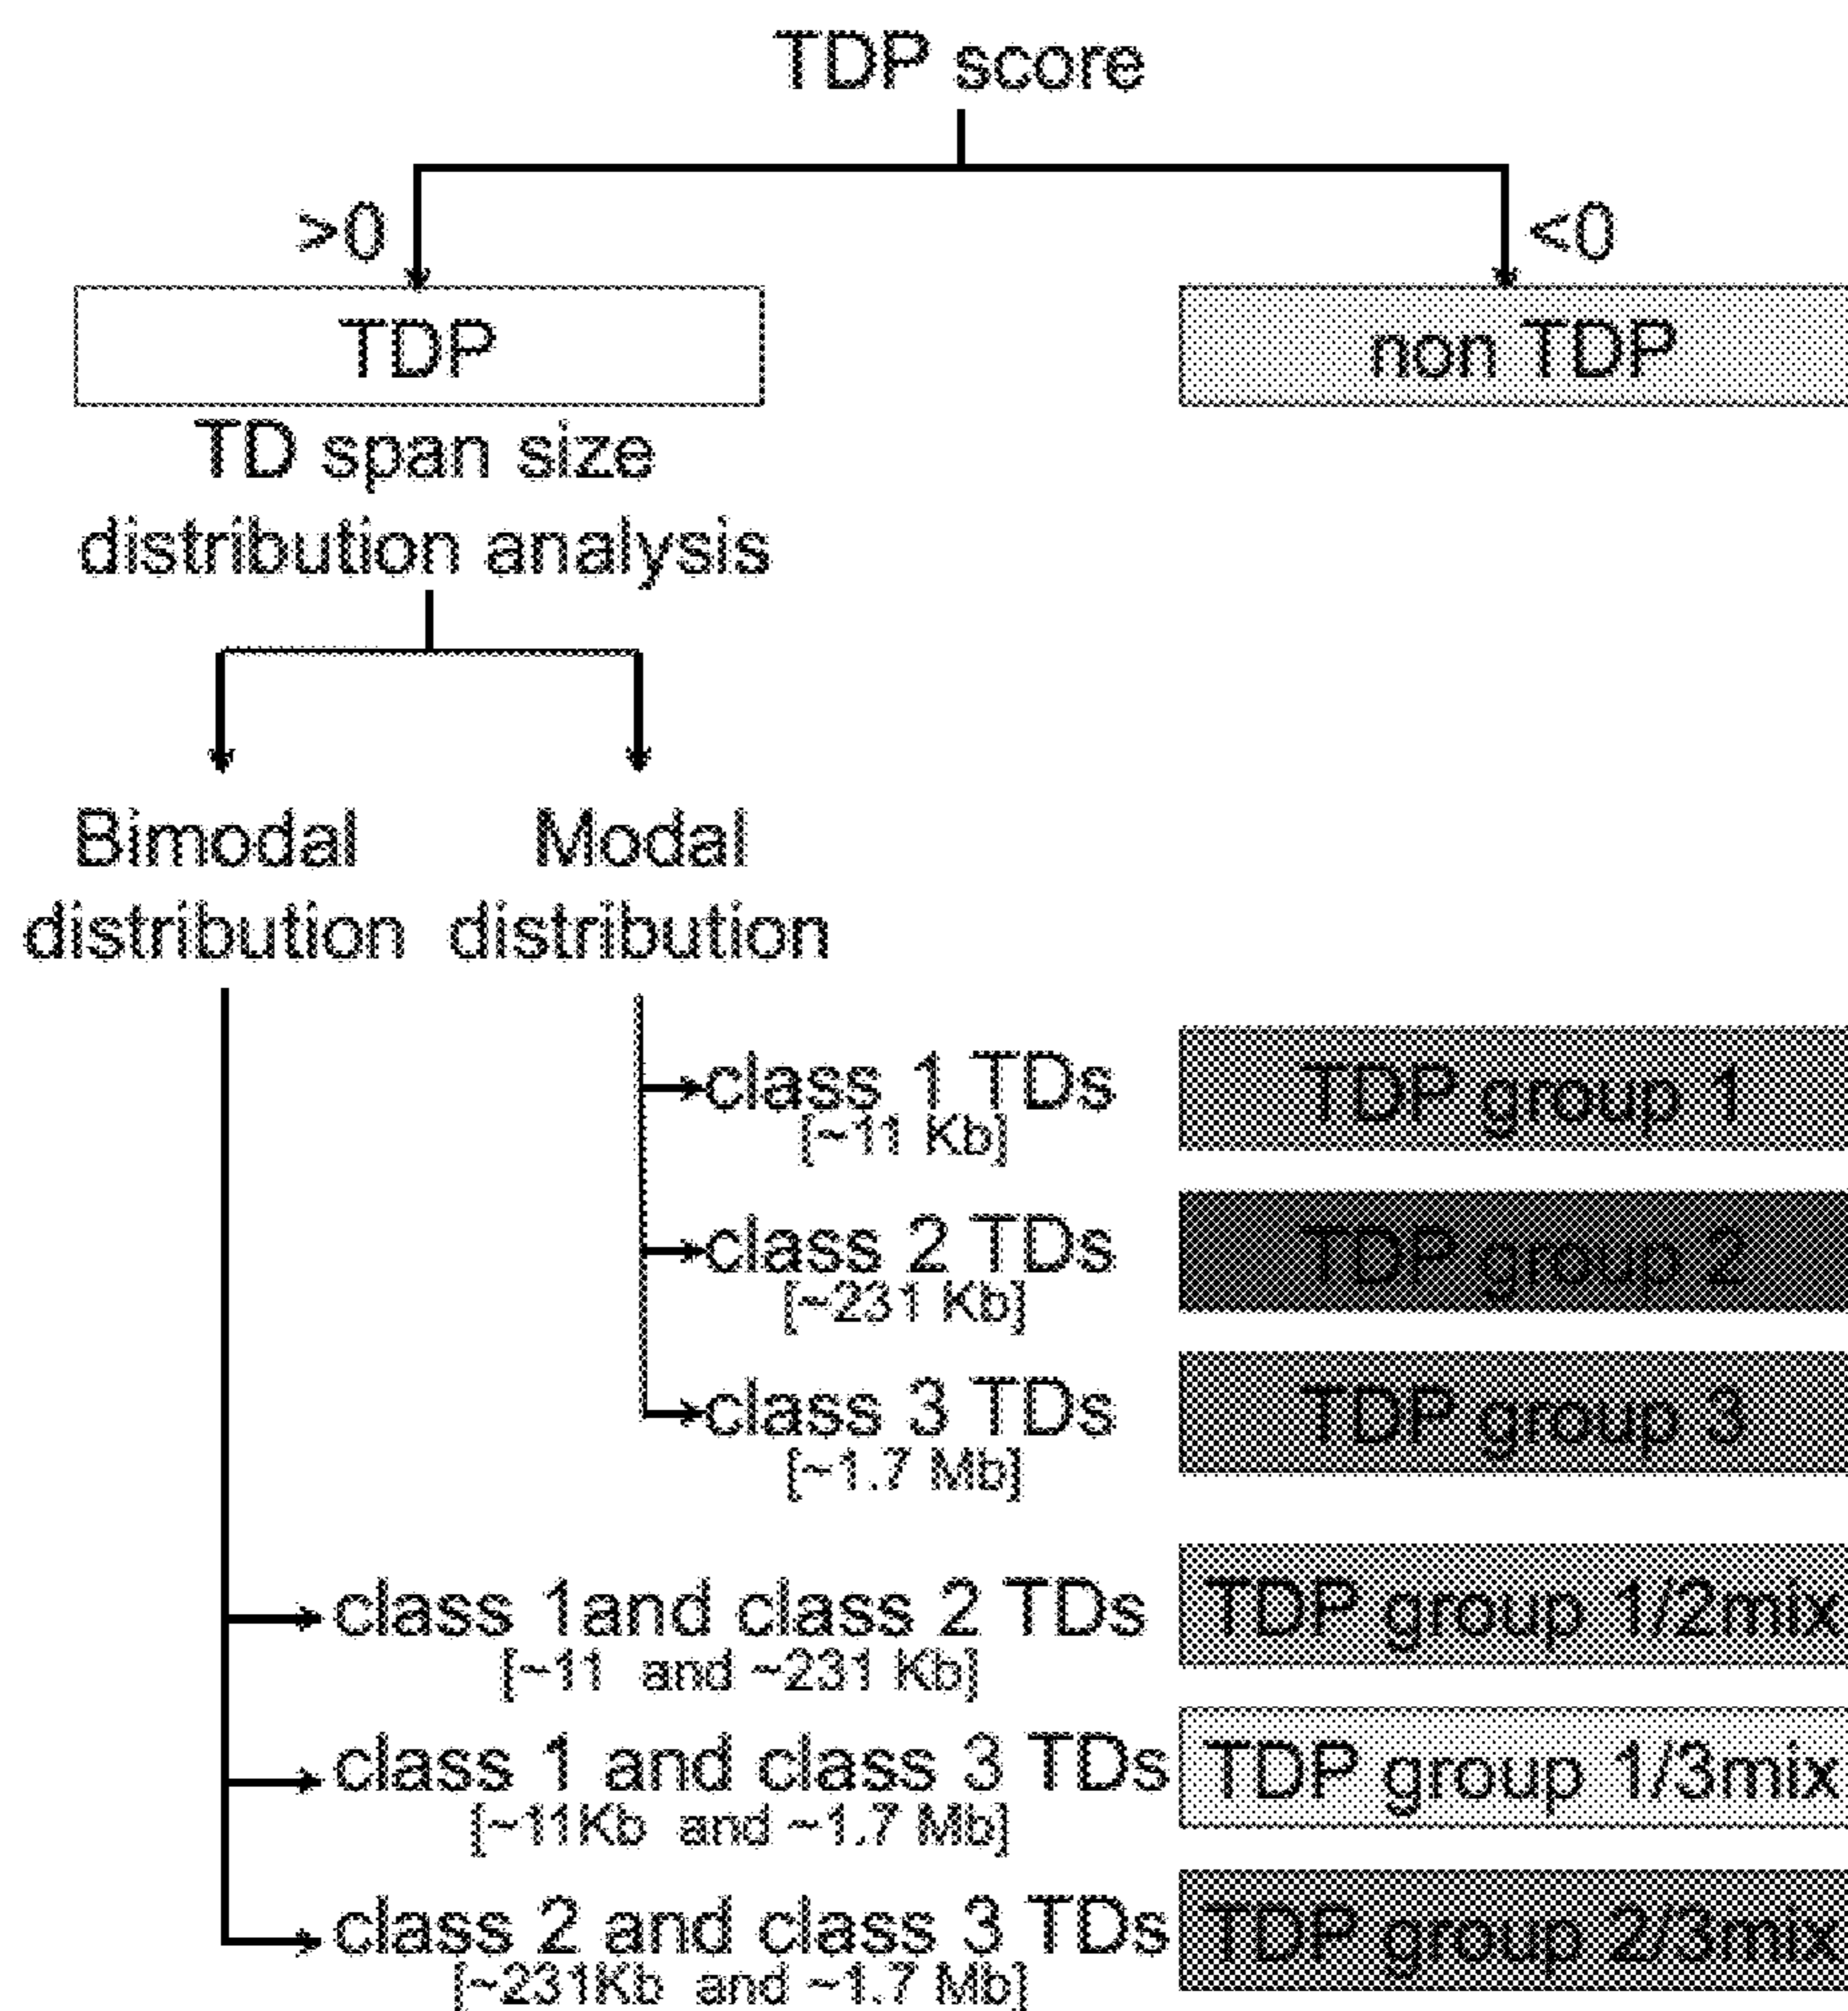 TDP score
>0
<0
TDP
non TDP
TD span size
distribution analysis
Bimodal
distribution
Modal
distribution
class 1 TDs
[~11 Kb]
TDP group 1
class 2 TDs
[~231 Kb]
TDP group 2
class 3 TDs
[~1.7 Mb]
TDP group 3
class 1and class 2 TDs
[~11 and ~231 Kb]
TDP group 1/2mix
class 1 and class 3 TDs
[~11Kb and ~1.7 Mb]
TDP group 1/3mix
class 2 and class 3 TDs
[~231Kb and ~1.7 Mb]
TDP group 2/3mix